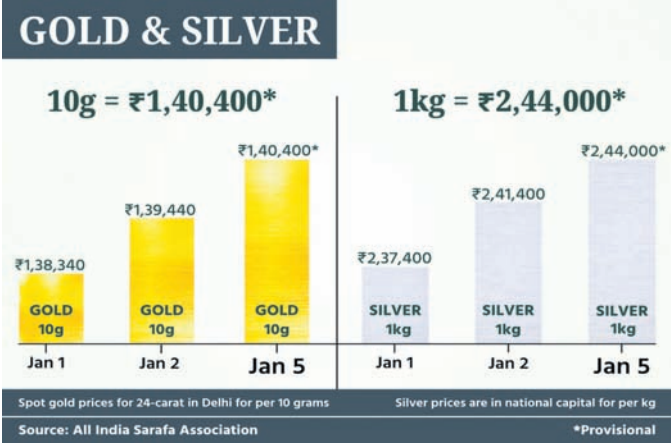 GOLD & SILVER
10g = ₹1,40,400*
₹1,40,400*
₹1,39,440
₹1,38,340
GOLD
10g
GOLD
10g
GOLD
10g
Jan 1
Jan 2
Jan 5
1kg = ₹2,44,000*
₹2,44,000*
₹2,41,400
₹2,37,400
SILVER
1kg
SILVER
1kg
SILVER
1kg
Jan 1
Jan 2
Jan 5
Spot gold prices for 24-carat in Delhi for per 10 grams
Silver prices are in national capital for per kg
Source: All India Sarafa Association
*Provisional